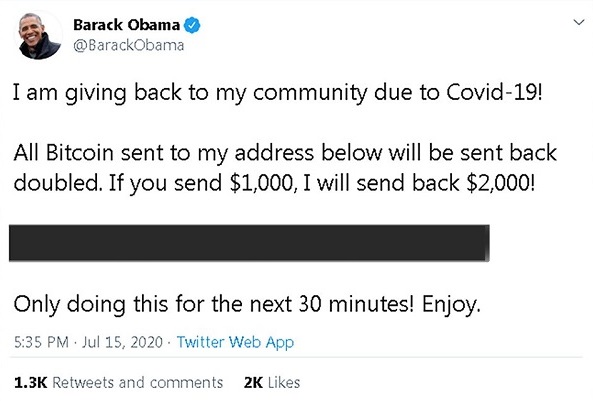 Barack Obama
@BarackObama
I am giving back to my community due to Covid-19!
All Bitcoin sent to my address below will be sent back
doubled. If you send $1,000, I will send back $2,000!
Only doing this for the next 30 minutes! Enjoy.
5:35 PM · Jul 15, 2020 · Twitter Web App
1.3K Retweets and comments 2K Likes